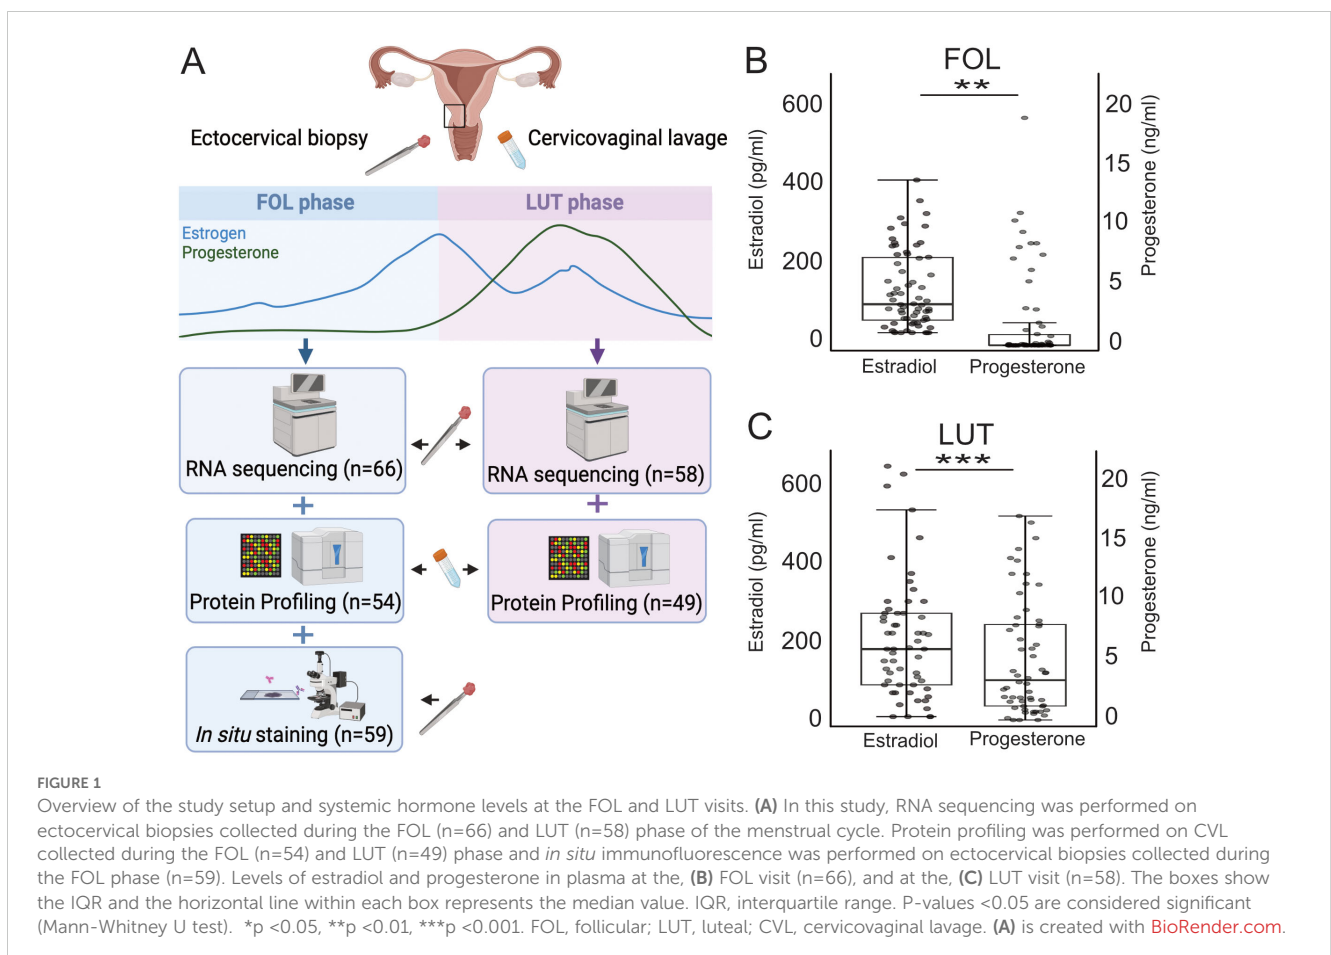 A
Ectocervical biopsy
Cervicovaginal lavage
FOL phase
LUT phase
Estrogen
Progesterone
RNA sequencing (n=66)
RNA sequencing (n=58)
+
+
Protein Profiling (n=54)
Protein Profiling (n=49)
+
In situ staining (n=59)
B
FOL
**
Estradiol (pg/ml)
600
400
200
0
20
15
10
5
0
Progesterone (ng/ml)
Estradiol
Progesterone
C
LUT
***
Estradiol (pg/ml)
600
400
200
0
20
15
10
5
0
Progesterone (ng/ml)
Estradiol
Progesterone
FIGURE 1
Overview of the study setup and systemic hormone levels at the FOL and LUT visits. (A) In this study, RNA sequencing was performed on
ectocervical biopsies collected during the FOL (n=66) and LUT (n=58) phase of the menstrual cycle. Protein profiling was performed on CVL
collected during the FOL (n=54) and LUT (n=49) phase and in situ immunofluorescence was performed on ectocervical biopsies collected during
the FOL phase (n=59). Levels of estradiol and progesterone in plasma at the, (B) FOL visit (n=66), and at the, (C) LUT visit (n=58). The boxes show
the IQR and the horizontal line within each box represents the median value. IQR, interquartile range. P-values <0.05 are considered significant
(Mann-Whitney U test). *p <0.05, **p <0.01, ***p <0.001. FOL, follicular; LUT, luteal; CVL, cervicovaginal lavage. (A) is created with BioRender.com.